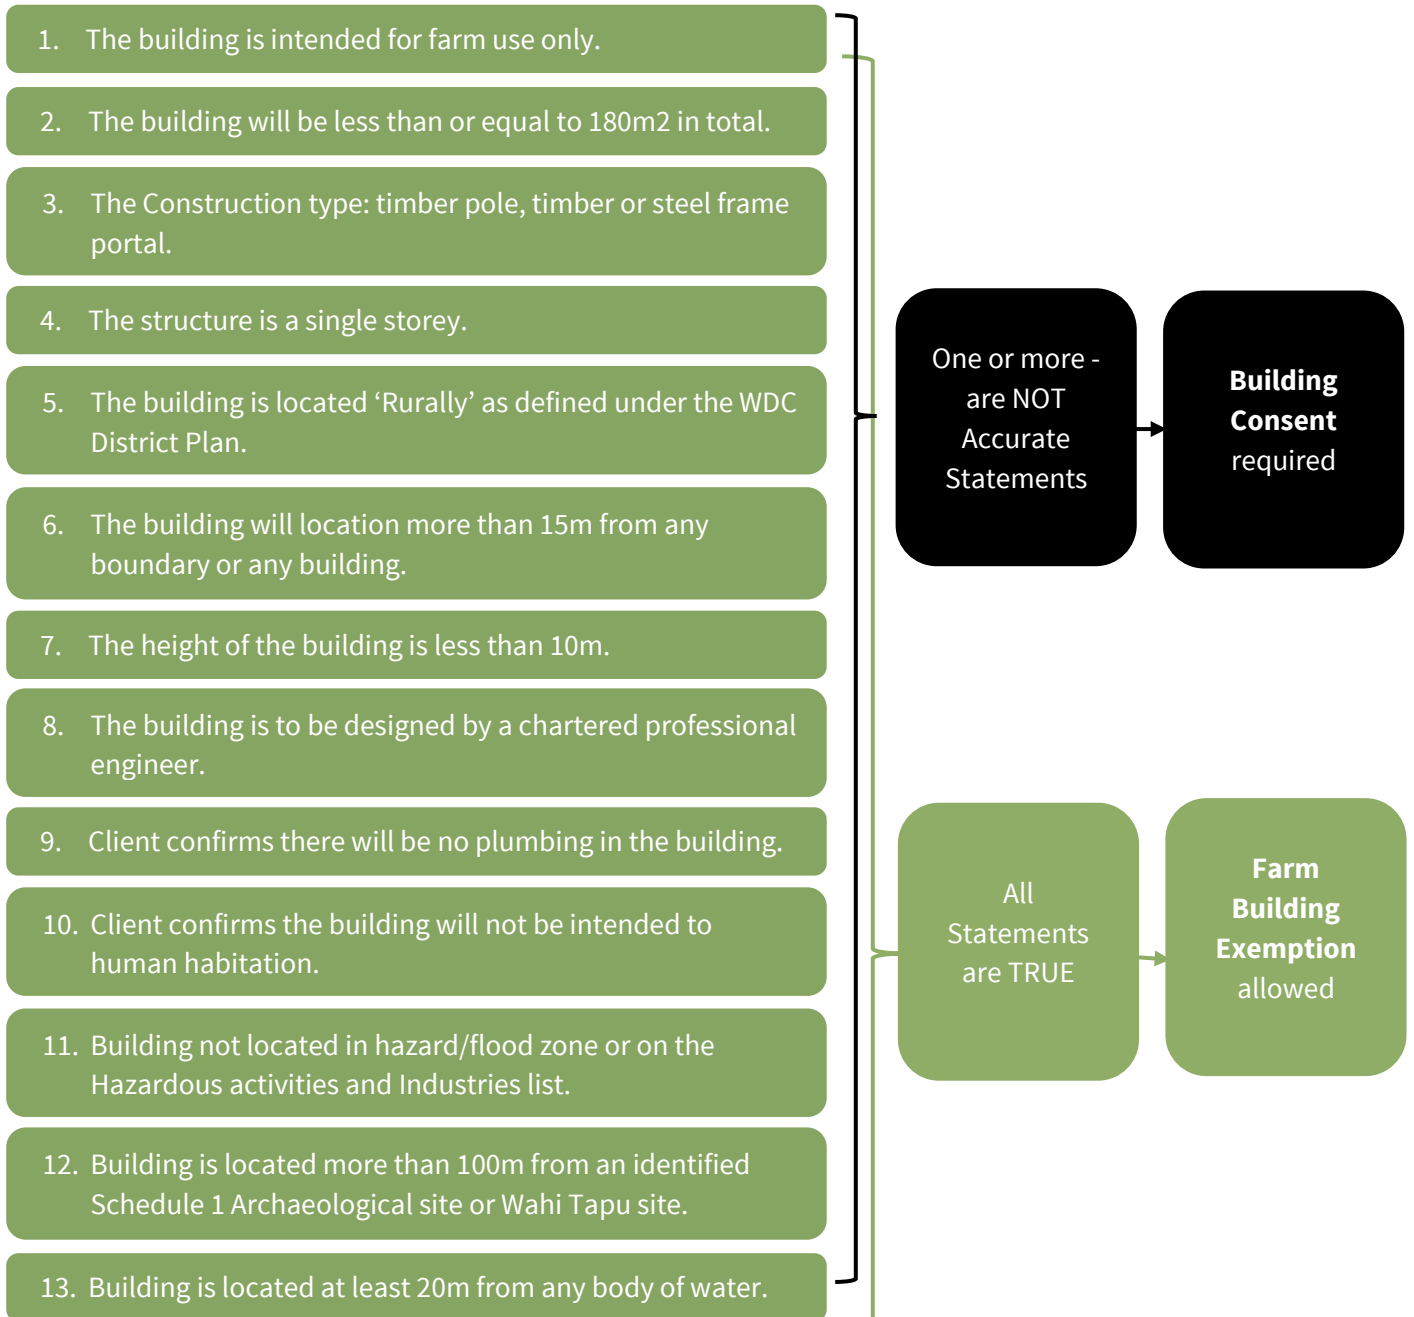 1. The building is intended for farm use only.
2. The building will be less than or equal to 180m2 in total.
3. The Construction type: timber pole, timber or steel frame
portal.
4. The structure is a single storey.
5. The building is located ‘Rurally’ as defined under the WDC
District Plan.
6. The building will location more than 15m from any
boundary or any building.
7. The height of the building is less than 10m.
8. The building is to be designed by a chartered professional
engineer.
9. Client confirms there will be no plumbing in the building.
10. Client confirms the building will not be intended to
human habitation.
11. Building not located in hazard/flood zone or on the
Hazardous activities and Industries list.
12. Building is located more than 100m from an identified
Schedule 1 Archaeological site or Wahi Tapu site.
13. Building is located at least 20m from any body of water.
One or more -
are NOT
Accurate
Statements
Building
Consent
required
All
Statements
are TRUE
Farm
Building
Exemption
allowed